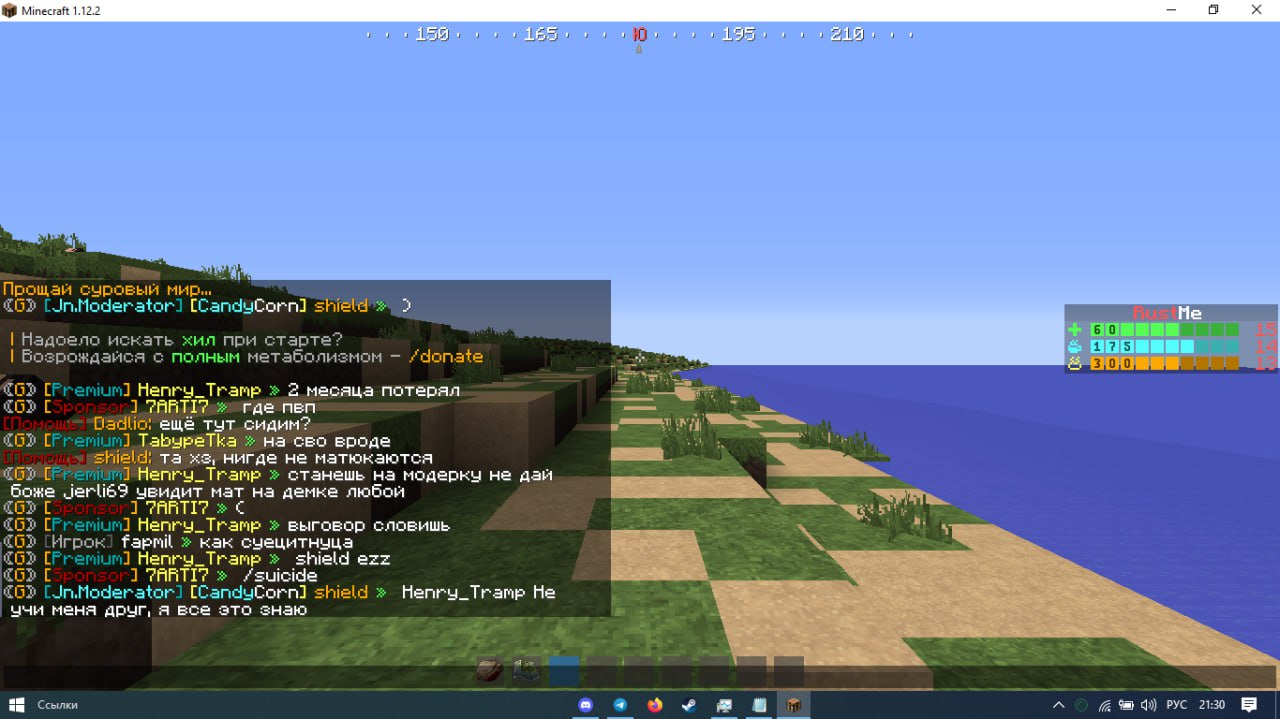 Minecraft 1.12.2
150 165 Ю 195 210
Прощай суровый мир...
(G) [Jn.Moderator] [CandyCorn] shield » :)
| Надоело искать хил при старте?
| Возрождайся с полным метаболизмом - /donate
(G) [Premium] Henry_Tramp » 2 месяца потерял
(G) [Sponsor] 7ARTI7 » где пвп
[Помощь] Dadlio: ещё тут сидим?
(G) [Premium] TabypeTka » на сво вроде
[Помощь] shield: та хз, нигде не матюкаются
(G) [Premium] Henry_Tramp » станешь на модерку не дай
боже jerli69 увидит мат на демке любой
(G) [Sponsor] 7ARTI7 » (
(G) [Premium] Henry_Tramp » выговор словишь
(G) [Игрок] fapmil » как суецитнуца
(G) [Premium] Henry_Tramp » shield ezz
(G) [Sponsor] 7ARTI7 » /suicide
(G) [Jn.Moderator] [CandyCorn] shield » Henry_Tramp Не
учи меня друг, я все это знаю
RustMe
60 15
175 14
300 13
Ссылки
РУС 21:30